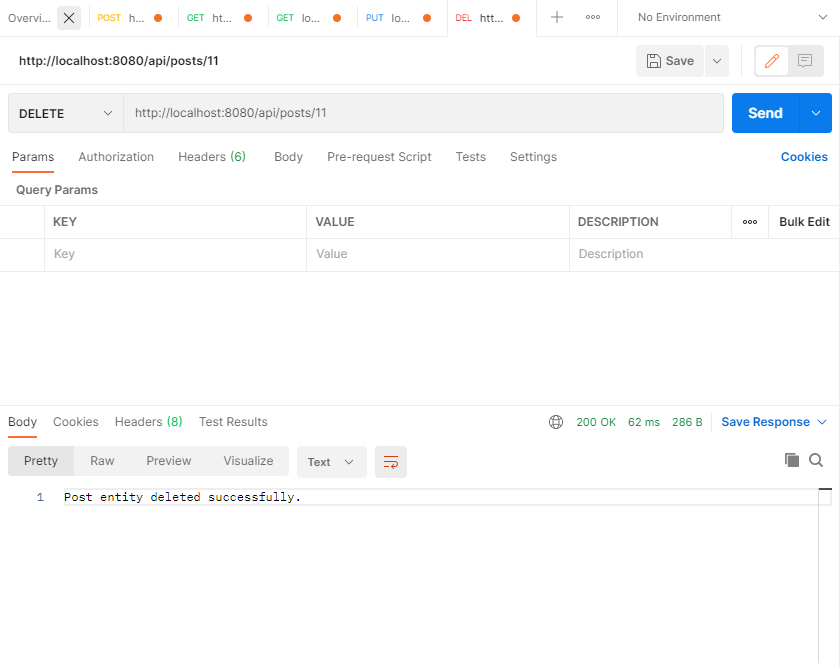 Overvi... POST h... GET ht... GET lo... PUT lo... DEL htt... No Environment
http://localhost:8080/api/posts/11 Save
DELETE http://localhost:8080/api/posts/11 Send
Params Authorization Headers (6) Body Pre-request Script Tests Settings Cookies
Query Params
KEY VALUE DESCRIPTION Bulk Edit
Key Value Description
Body Cookies Headers (8) Test Results 200 OK 62 ms 286 B Save Response
Pretty Raw Preview Visualize Text
1 Post entity deleted successfully.